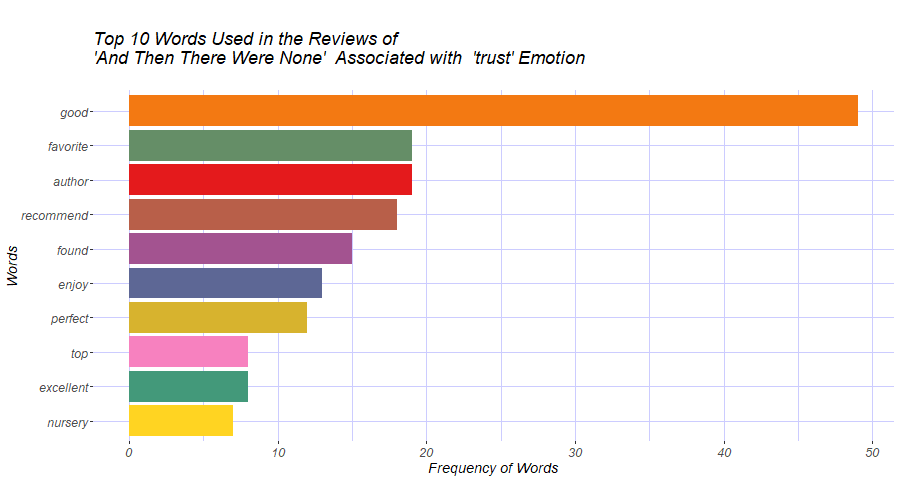 Top 10 Words Used in the Reviews of
'And Then There Were None'  Associated with  'trust' Emotion
good
favorite
author
recommend
found
enjoy
perfect
top
excellent
nursery
Words
0 10 20 30 40 50
Frequency of Words